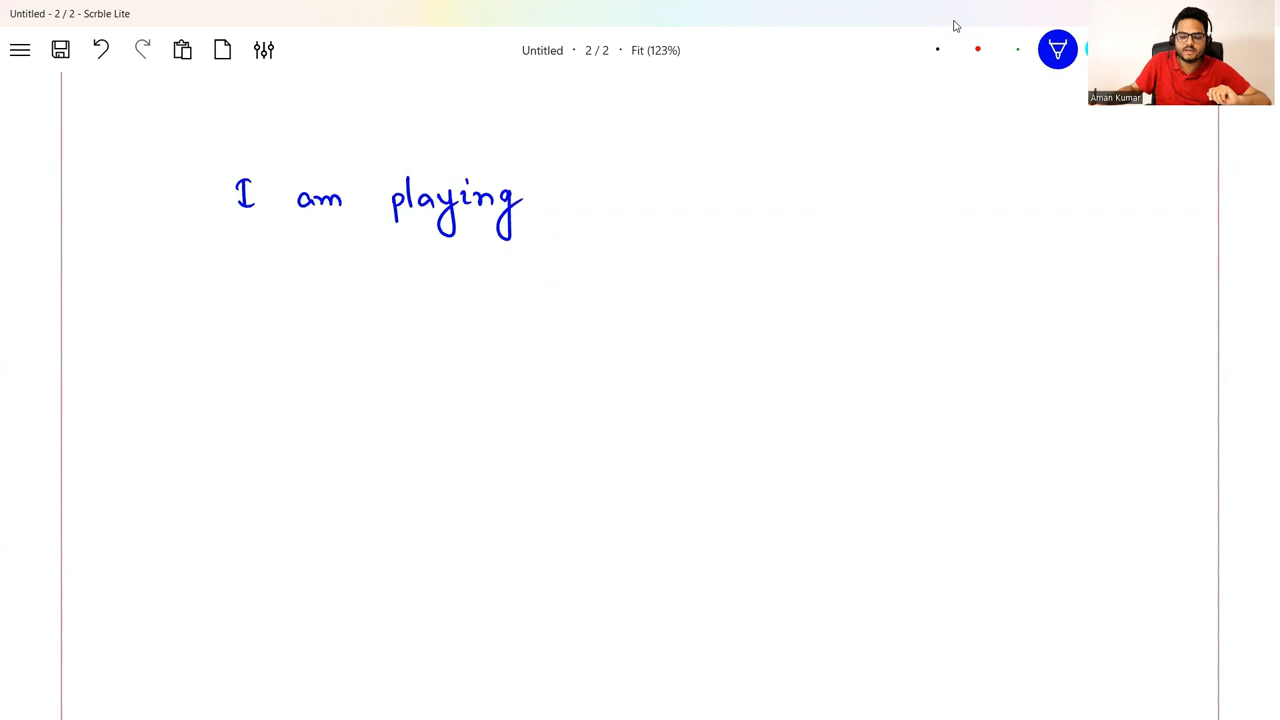 Untitled - 2 / 2 - Scrble Lite
Untitled · 2 / 2 · Fit (123%)
Aman Kumar
I am playing